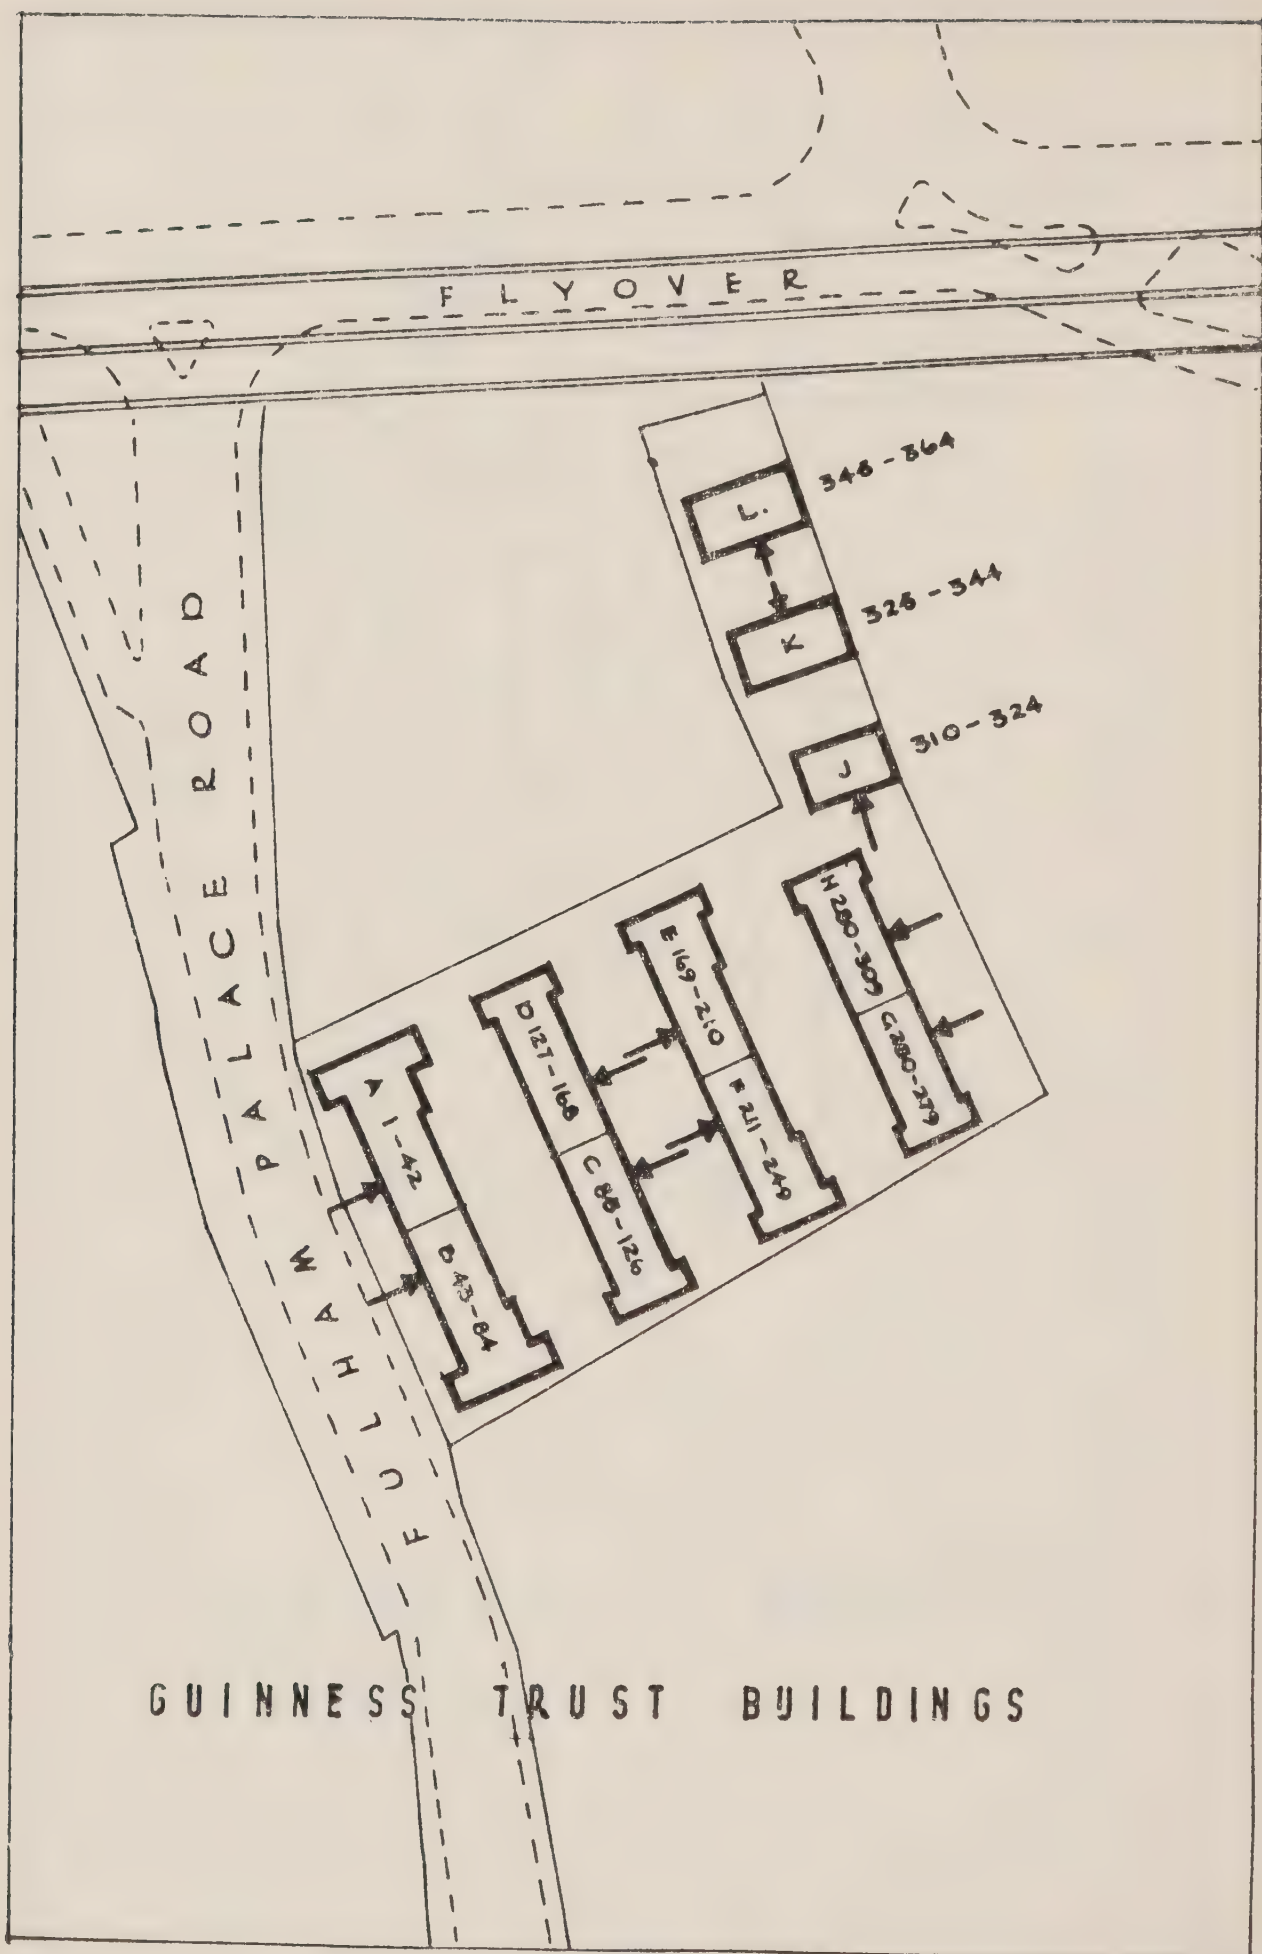 FLYOVER
L.
345 - 364
K
325 - 344
J
310 - 324
H 280-309
G 250-279
E 169-210
F 211-249
D 127-168
C 85-126
A 1-42
B 43-84
FULHAM PALACE ROAD
GUINNESS TRUST BUILDINGS